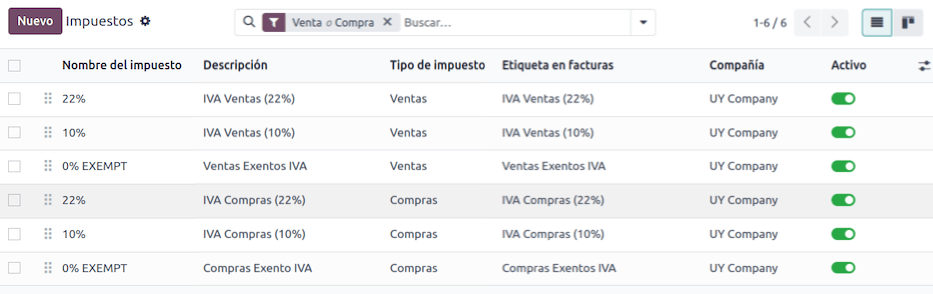 Nuevo Impuestos Venta o Compra Buscar... 1-6 / 6
Nombre del impuesto Descripción Tipo de impuesto Etiqueta en facturas Compañía Activo
22% IVA Ventas (22%) Ventas IVA Ventas (22%) UY Company
10% IVA Ventas (10%) Ventas IVA Ventas (10%) UY Company
0% EXEMPT Ventas Exentos IVA Ventas Ventas Exentos IVA UY Company
22% IVA Compras (22%) Compras IVA Compras (22%) UY Company
10% IVA Compras (10%) Compras IVA Compras (10%) UY Company
0% EXEMPT Compras Exento IVA Compras Compras Exentos IVA UY Company